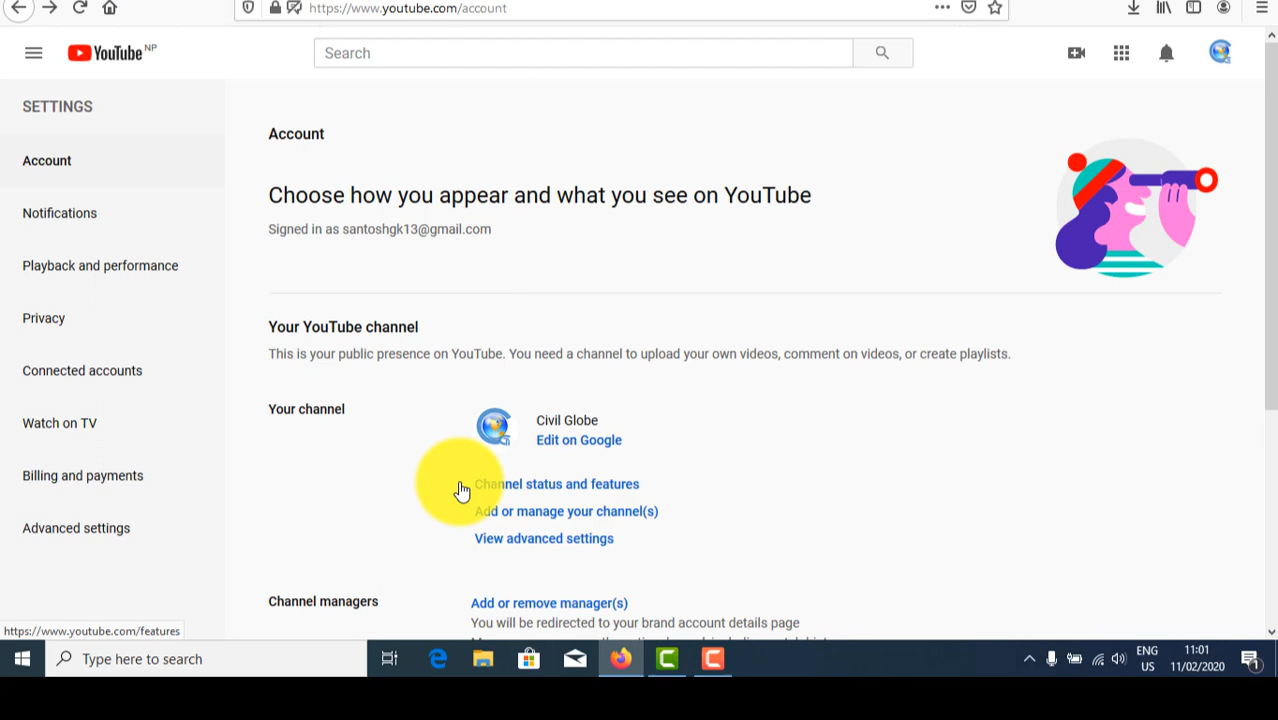 https://www.youtube.com/account
YouTube NP
Search
SETTINGS
Account
Notifications
Playback and performance
Privacy
Connected accounts
Watch on TV
Billing and payments
Advanced settings
Account
Choose how you appear and what you see on YouTube
Signed in as santoshgk13@gmail.com
Your YouTube channel
This is your public presence on YouTube. You need a channel to upload your own videos, comment on videos, or create playlists.
Your channel
Civil Globe
Edit on Google
Channel status and features
Add or manage your channel(s)
View advanced settings
Channel managers
Add or remove manager(s)
You will be redirected to your brand account details page
https://www.youtube.com/features
Type here to search
ENG
US
11:01
11/02/2020
1